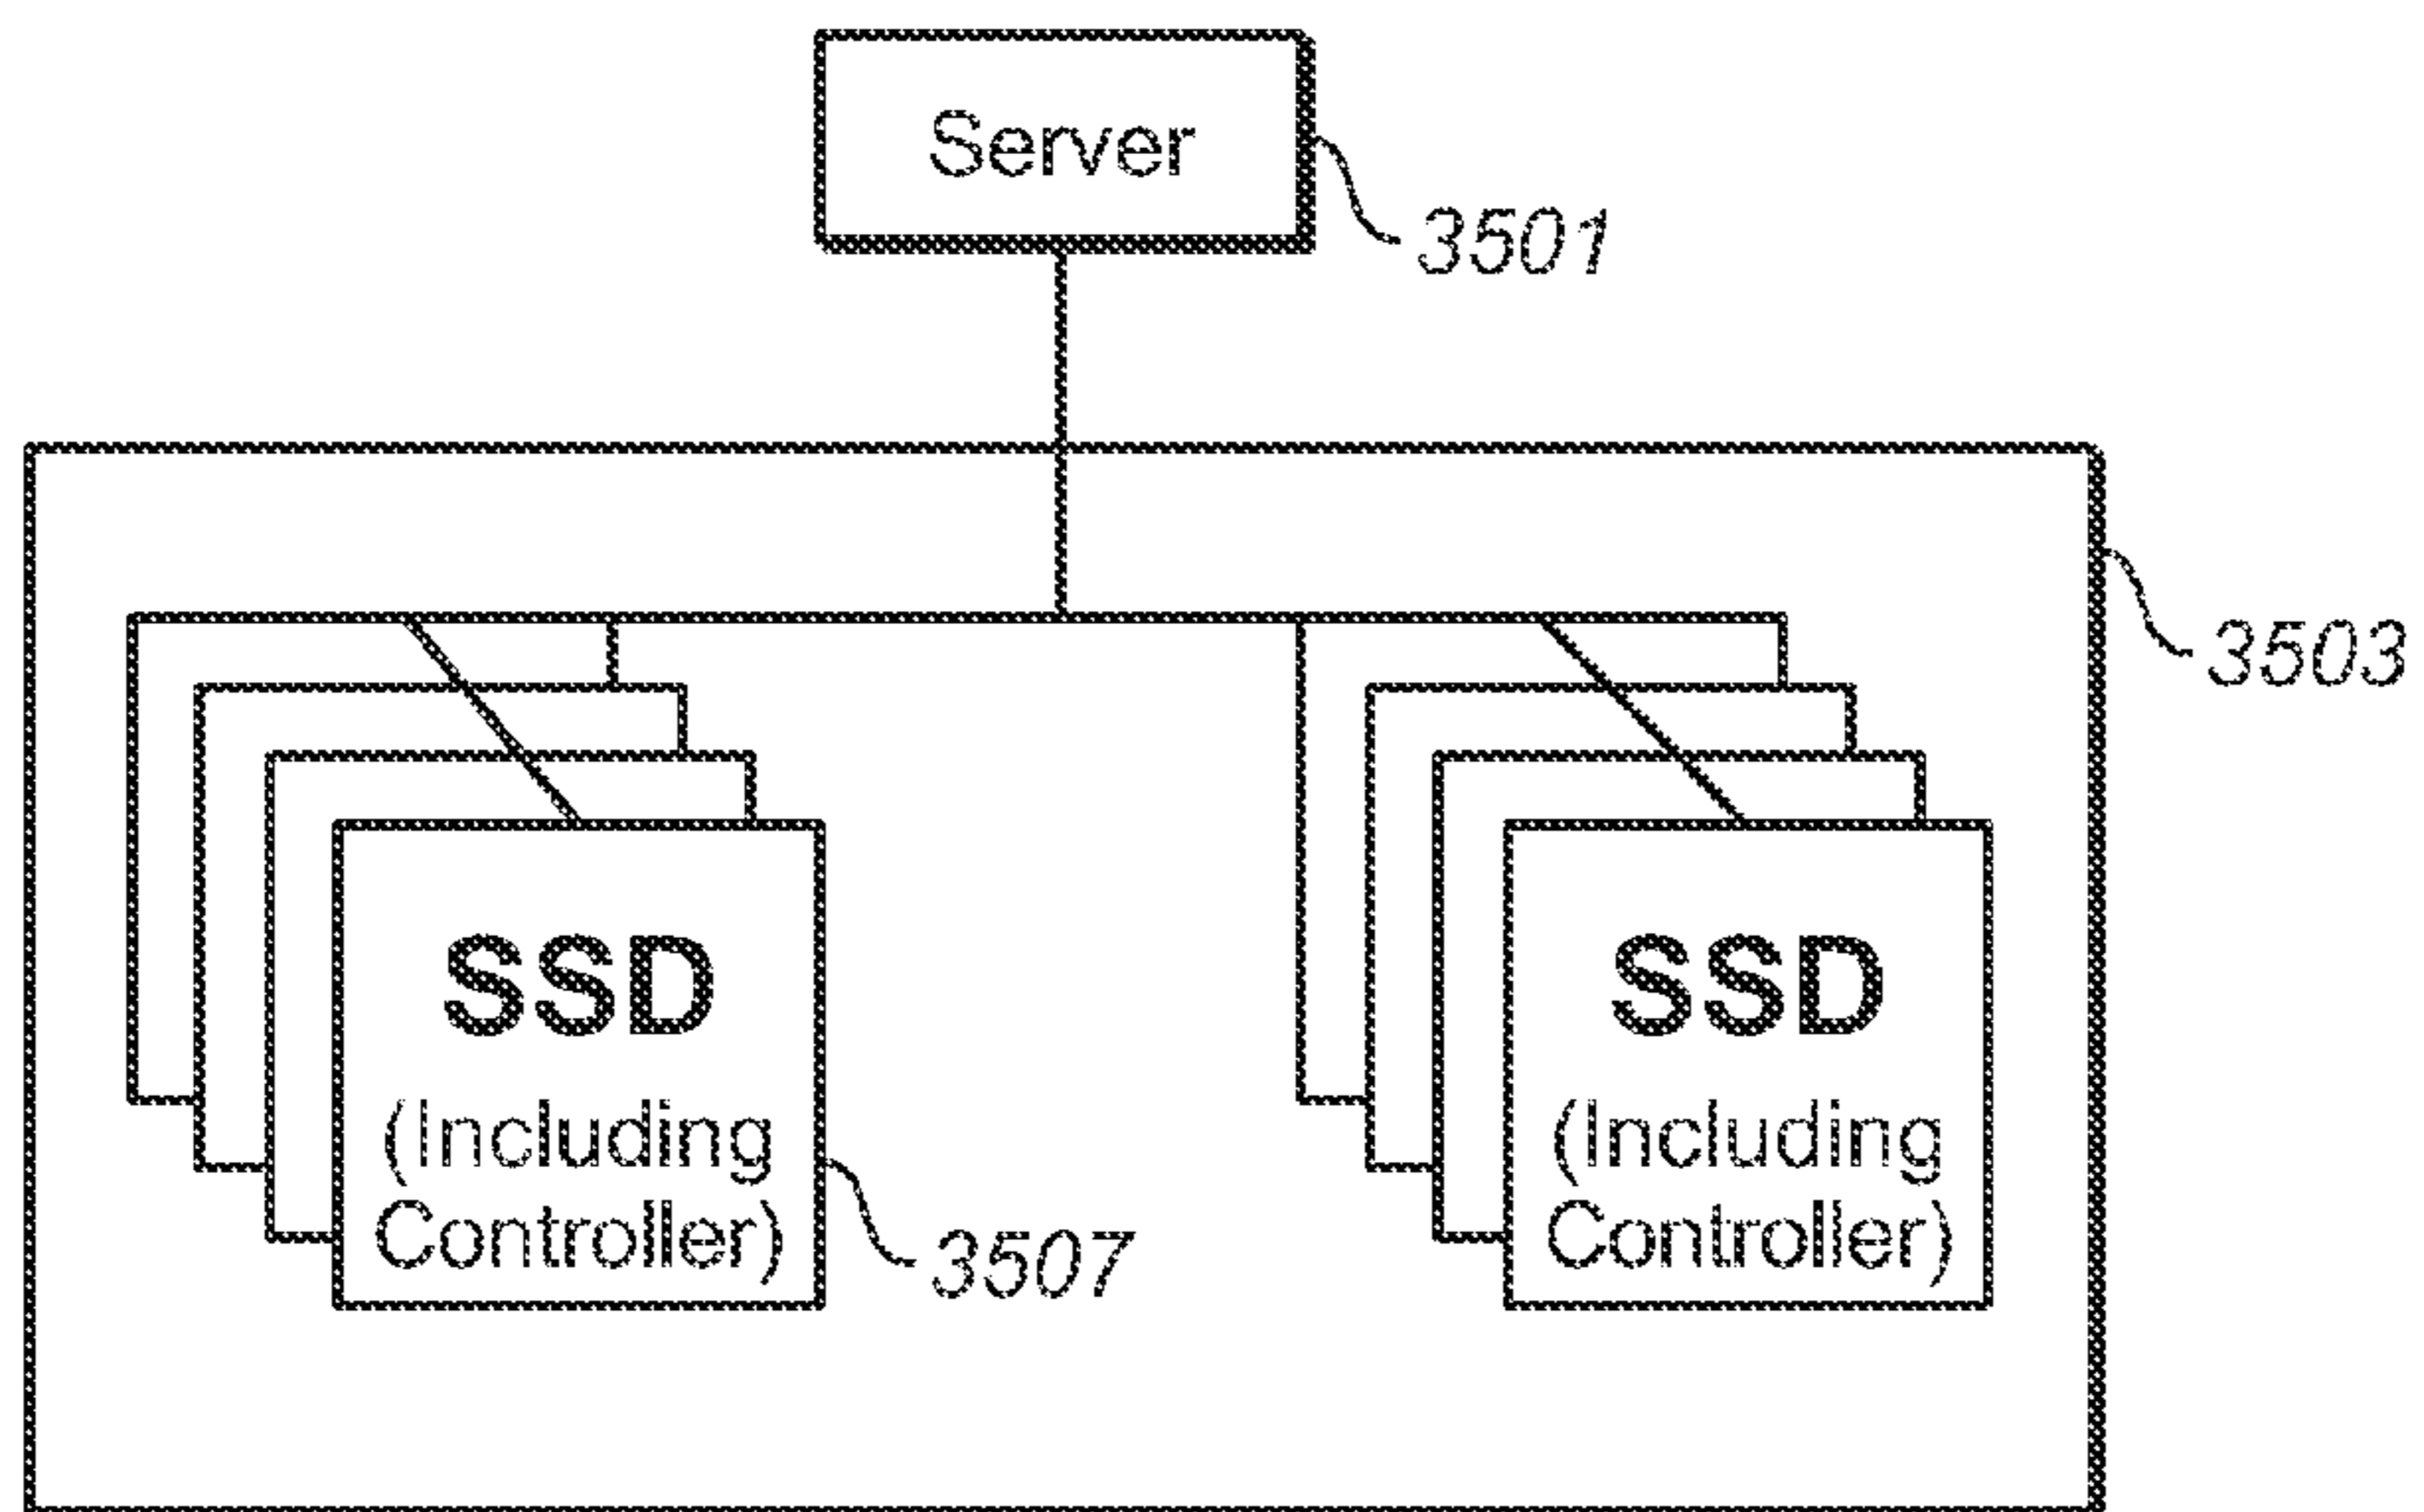 Server
3501
3503
SSD
(Including
Controller)
3507
SSD
(Including
Controller)